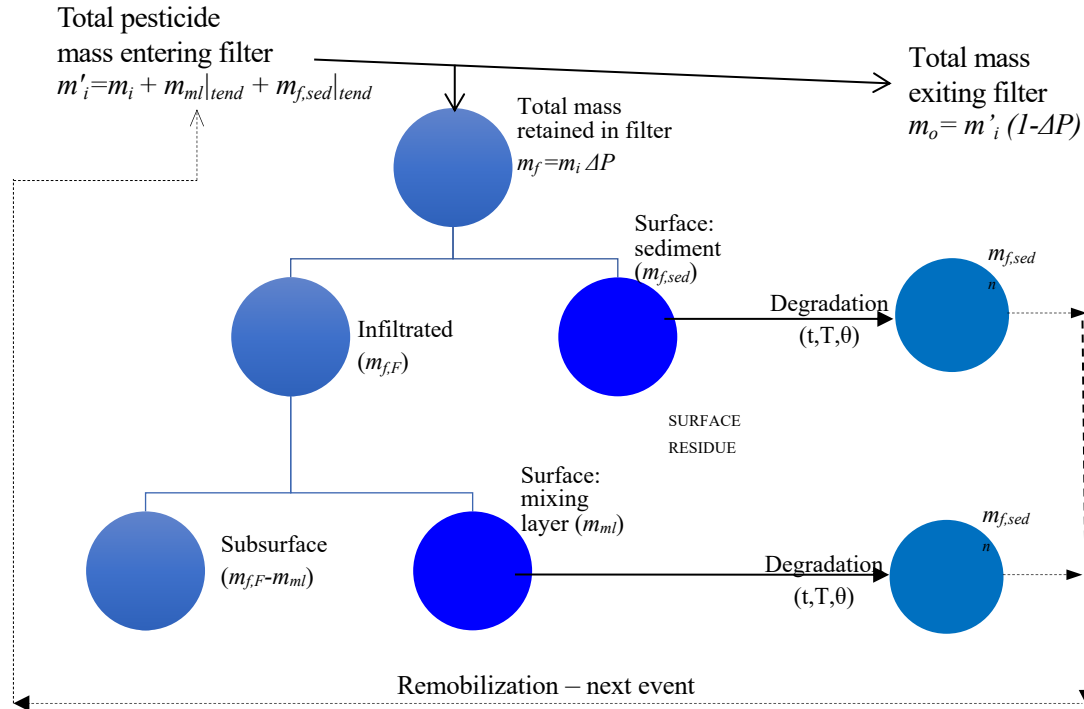 Total pesticide
mass entering filter
m'i=mi + mml|tend + mf,sed|tend
Total mass
exiting filter
mo= m'i (1-ΔP)
Total mass
retained in filter
mf =mi ΔP
Surface:
sediment
(mf,sed)
Degradation
(t,T,θ)
mf,sed
n
Infiltrated
(mf,F)
SURFACE
RESIDUE
Surface:
mixing
layer (mml)
Subsurface
(mf,F-mml)
Degradation
(t,T,θ)
mf,sed
n
Remobilization – next event